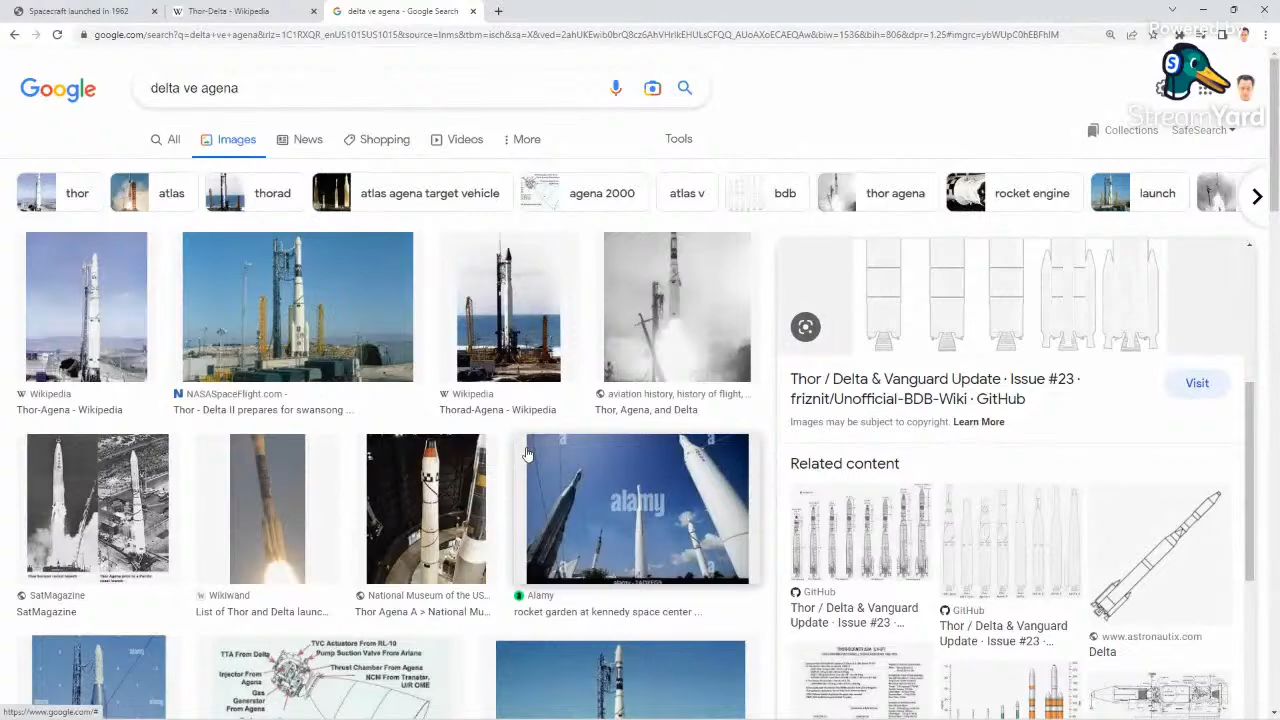 Spacecraft launched in 1962
Thor-Delta - Wikipedia
delta ve agena - Google Search
google.com/search?q=delta+ve+agena&rlz=1C1RXQR_enUS1015US1015&source=lnms&tbm=isch&sa=X&ved=2ahUKEwib0brQ8cz6AhVHrIkEHULsCFQQ_AUoAXoECAEQAw&biw=1536&bih=806&dpr=1.25#imgrc=ybWUpC0hEBFhlM
Powered by
StreamYard
Google
delta ve agena
All
Images
News
Shopping
Videos
More
Tools
Collections
SafeSearch
thor
atlas
thorad
atlas agena target vehicle
agena 2000
atlas v
bdb
thor agena
rocket engine
launch
Wikipedia
Thor-Agena - Wikipedia
NASASpaceFlight.com -
Thor - Delta II prepares for swansong ...
Wikipedia
Thorad-Agena - Wikipedia
aviation history, history of flight, ...
Thor, Agena, and Delta
Thor / Delta & Vanguard Update · Issue #23 ·
friznit/Unofficial-BDB-Wiki · GitHub
Visit
Images may be subject to copyright. Learn More
Related content
alamy
SatMagazine
SatMagazine
Wikiwand
List of Thor and Delta launc...
National Museum of the US...
Thor Agena A > National Mu...
Alamy
rocket garden at kennedy space center ...
GitHub
Thor / Delta & Vanguard
Update · Issue #23 ·...
GitHub
Thor / Delta & Vanguard
Update · Issue #23 ·...
www.astronautix.com
Delta
TVC Actuators From RL-10
TTA From Delta
Pump Suction Valve From Ariane
Injector From
Agena
Thrust Chamber From Agena
Gas
Generator
From Agena
https://www.google.com/#